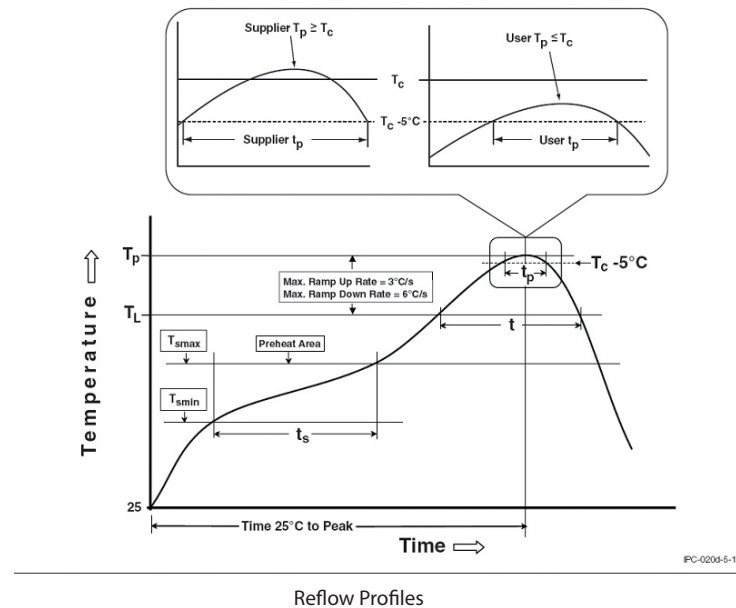 Supplier Tp ≥ Tc
User Tp ≤ Tc
Tc
Tc -5°C
Supplier tp
User tp
Tp
Tc -5°C
tp
Max. Ramp Up Rate = 3°C/s
Max. Ramp Down Rate = 6°C/s
TL
t
Tsmax
Preheat Area
Tsmin
ts
Temperature
25
Time 25°C to Peak
Time
IPC-020d-5-1
Reflow Profiles